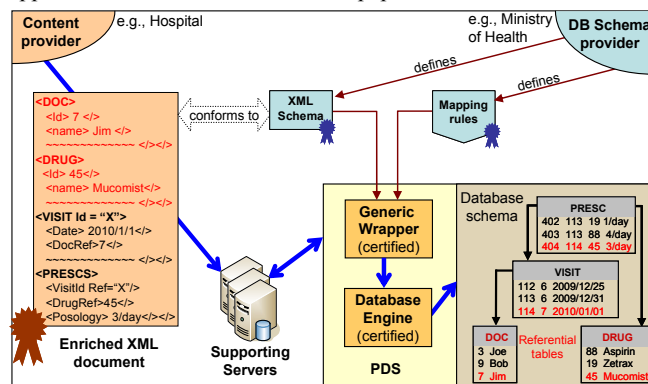 Content
provider
e.g., Hospital
e.g., Ministry
of Health
DB Schema
provider
defines
defines
<DOC>
<Id> 7 </>
<name> Jim </>
~~~~~~~~~~~~~ </></>
<DRUG>
<Id> 45</>
<name> Mucomist</>
~~~~~~~~~~~~~ </></>
<VISIT Id = “X”>
<Date> 2010/1/1</>
<DocRef>7</>
~~~~~~~~~~~~~ </></>
<PRESCS>
<VisitId Ref=“X”/>
<DrugRef>45</>
<Posology> 3/day</></>
Enriched XML
document
conforms to
XML
Schema
Mapping
rules
Supporting
Servers
Generic
Wrapper
(certified)
Database
Engine
(certified)
PDS
Database
schema
PRESC
402 113 19 1/day
403 113 88 4/day
404 114 45 3/day
VISIT
112 6 2009/12/25
113 6 2009/12/31
114 7 2010/01/01
DOC
3 Joe
9 Bob
7 Jim
Referential
tables
DRUG
88 Aspirin
19 Zetrax
45 Mucomist